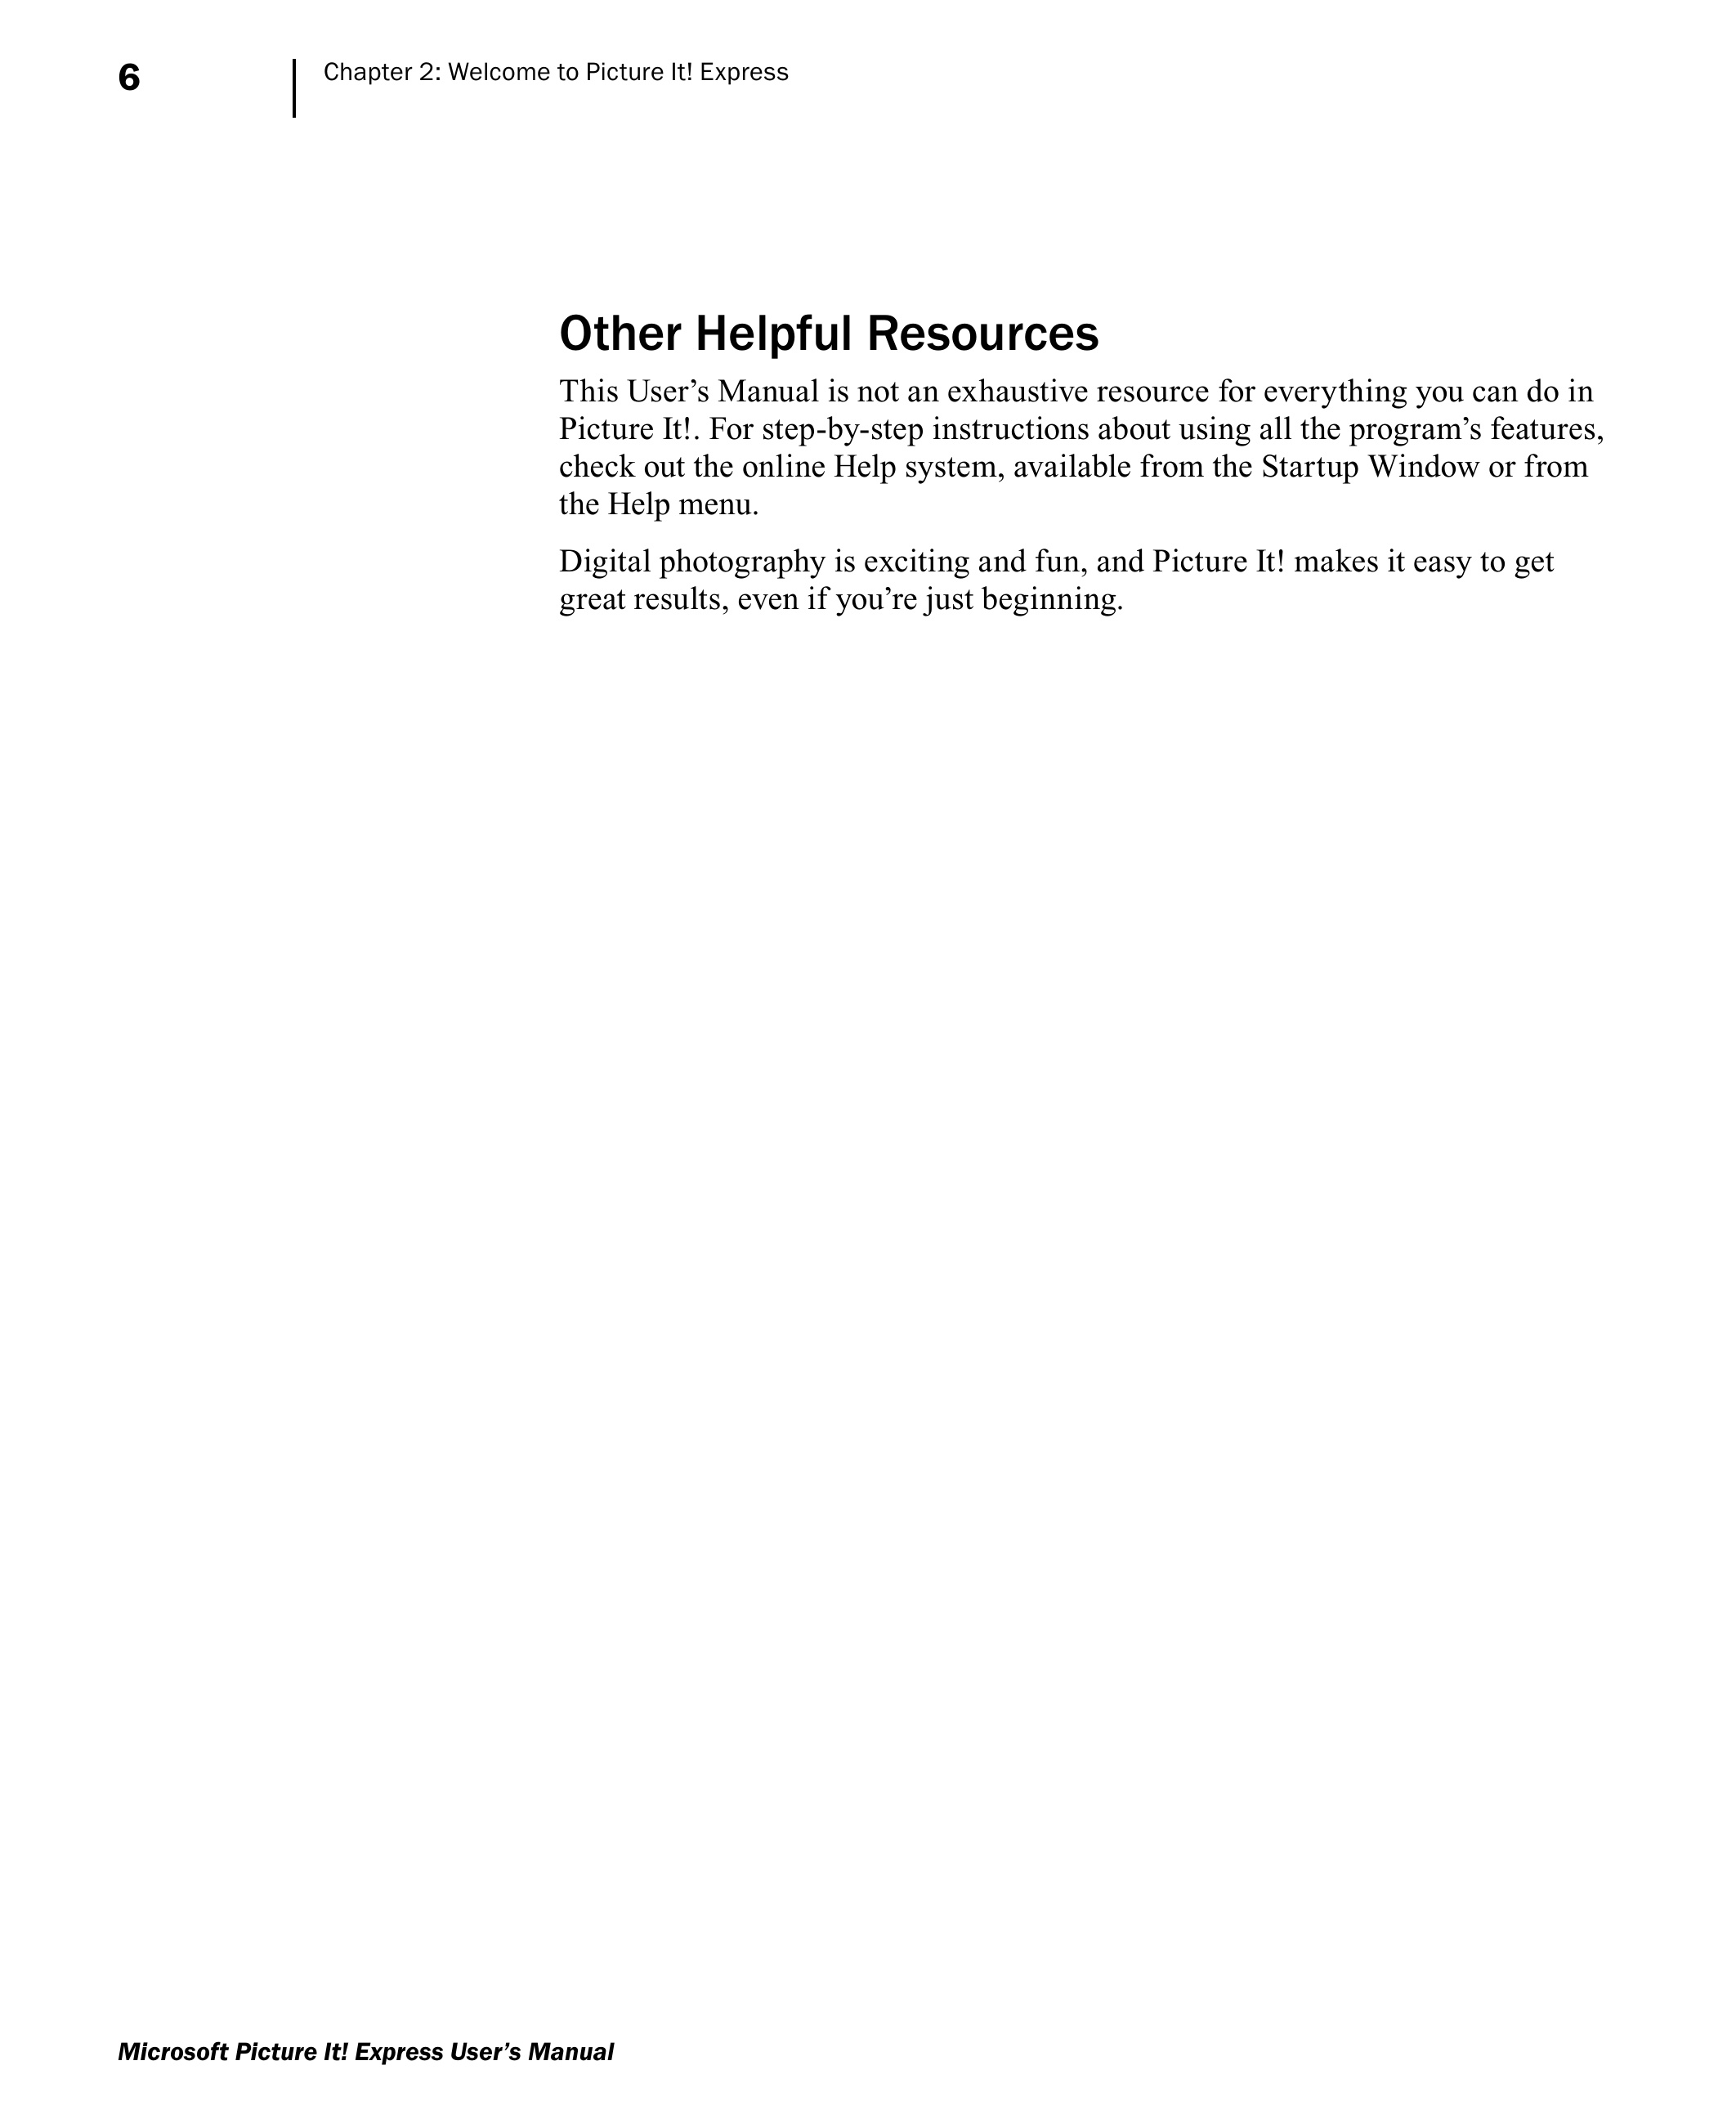 6
Chapter 2: Welcome to Picture It! Express
Other Helpful Resources
This User’s Manual is not an exhaustive resource for everything you can do in
Picture It!. For step-by-step instructions about using all the program’s features,
check out the online Help system, available from the Startup Window or from
the Help menu.
Digital photography is exciting and fun, and Picture It! makes it easy to get
great results, even if you’re just beginning.
Microsoft Picture It! Express User’s Manual